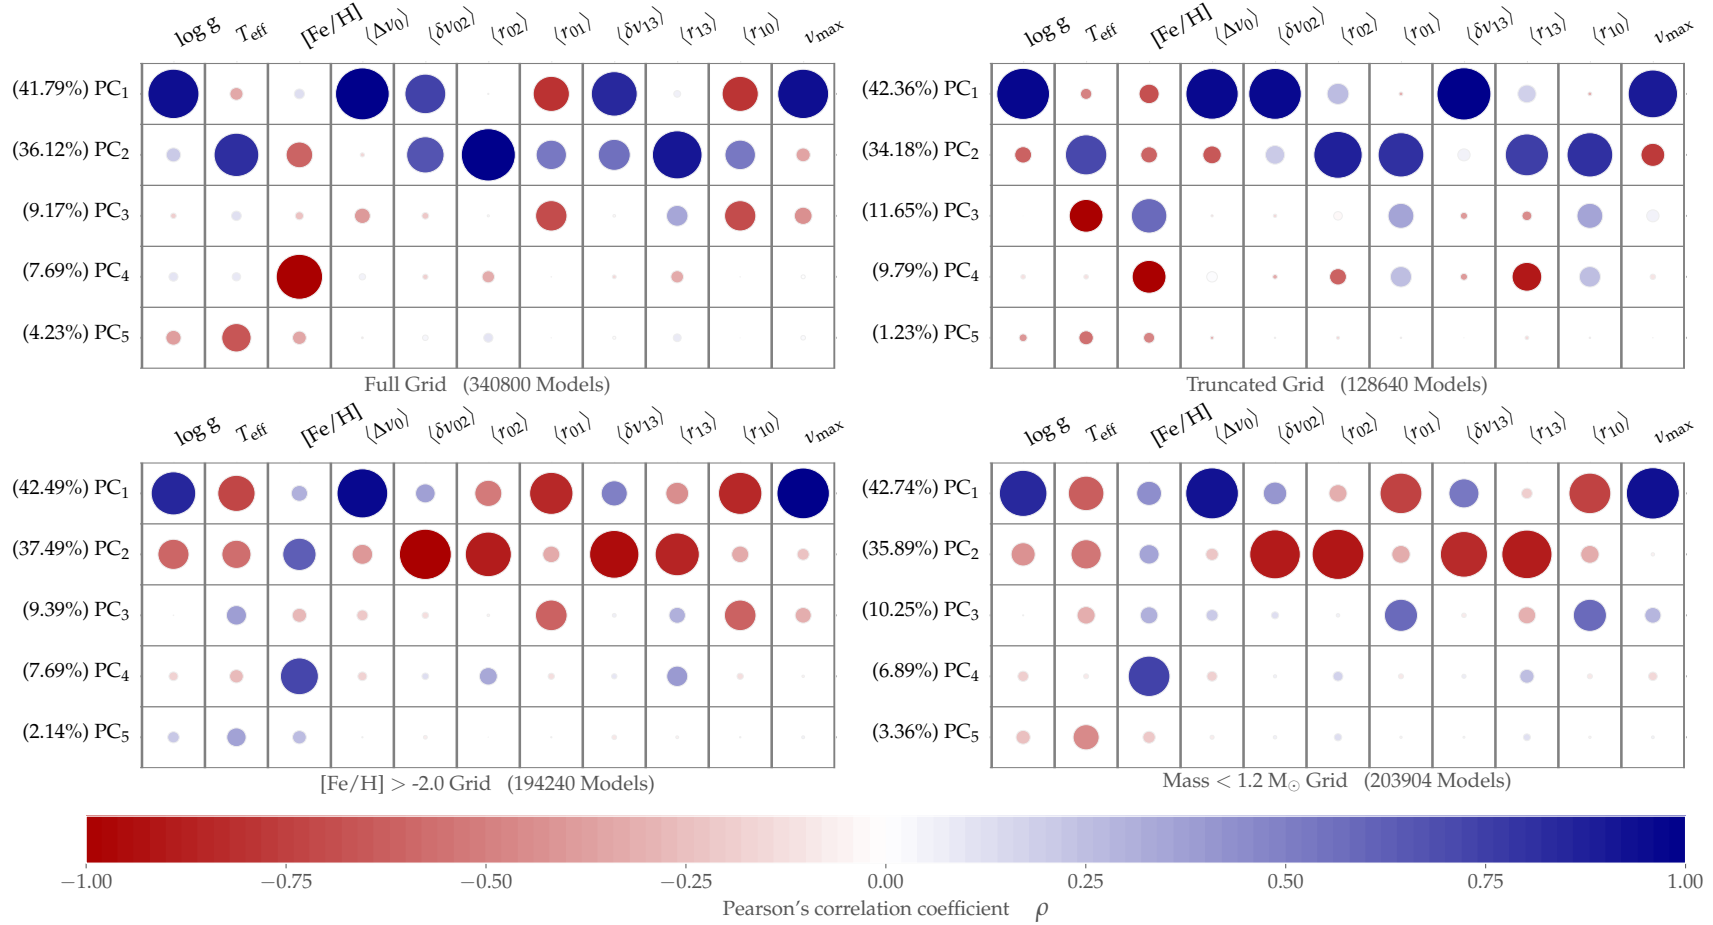 log g T_eff [Fe/H] ⟨Δν₀⟩ ⟨δν₀₂⟩ ⟨r₀₂⟩ ⟨r₀₁⟩ ⟨δν₁₃⟩ ⟨r₁₃⟩ ⟨r₁₀⟩ ν_max
(41.79%) PC₁
(36.12%) PC₂
(9.17%) PC₃
(7.69%) PC₄
(4.23%) PC₅
Full Grid (340800 Models)
log g T_eff [Fe/H] ⟨Δν₀⟩ ⟨δν₀₂⟩ ⟨r₀₂⟩ ⟨r₀₁⟩ ⟨δν₁₃⟩ ⟨r₁₃⟩ ⟨r₁₀⟩ ν_max
(42.36%) PC₁
(34.18%) PC₂
(11.65%) PC₃
(9.79%) PC₄
(1.23%) PC₅
Truncated Grid (128640 Models)
log g T_eff [Fe/H] ⟨Δν₀⟩ ⟨δν₀₂⟩ ⟨r₀₂⟩ ⟨r₀₁⟩ ⟨δν₁₃⟩ ⟨r₁₃⟩ ⟨r₁₀⟩ ν_max
(42.49%) PC₁
(37.49%) PC₂
(9.39%) PC₃
(7.69%) PC₄
(2.14%) PC₅
[Fe/H] > -2.0 Grid (194240 Models)
log g T_eff [Fe/H] ⟨Δν₀⟩ ⟨δν₀₂⟩ ⟨r₀₂⟩ ⟨r₀₁⟩ ⟨δν₁₃⟩ ⟨r₁₃⟩ ⟨r₁₀⟩ ν_max
(42.74%) PC₁
(35.89%) PC₂
(10.25%) PC₃
(6.89%) PC₄
(3.36%) PC₅
Mass < 1.2 M☉ Grid (203904 Models)
−1.00 −0.75 −0.50 −0.25 0.00 0.25 0.50 0.75 1.00
Pearson's correlation coefficient ρ